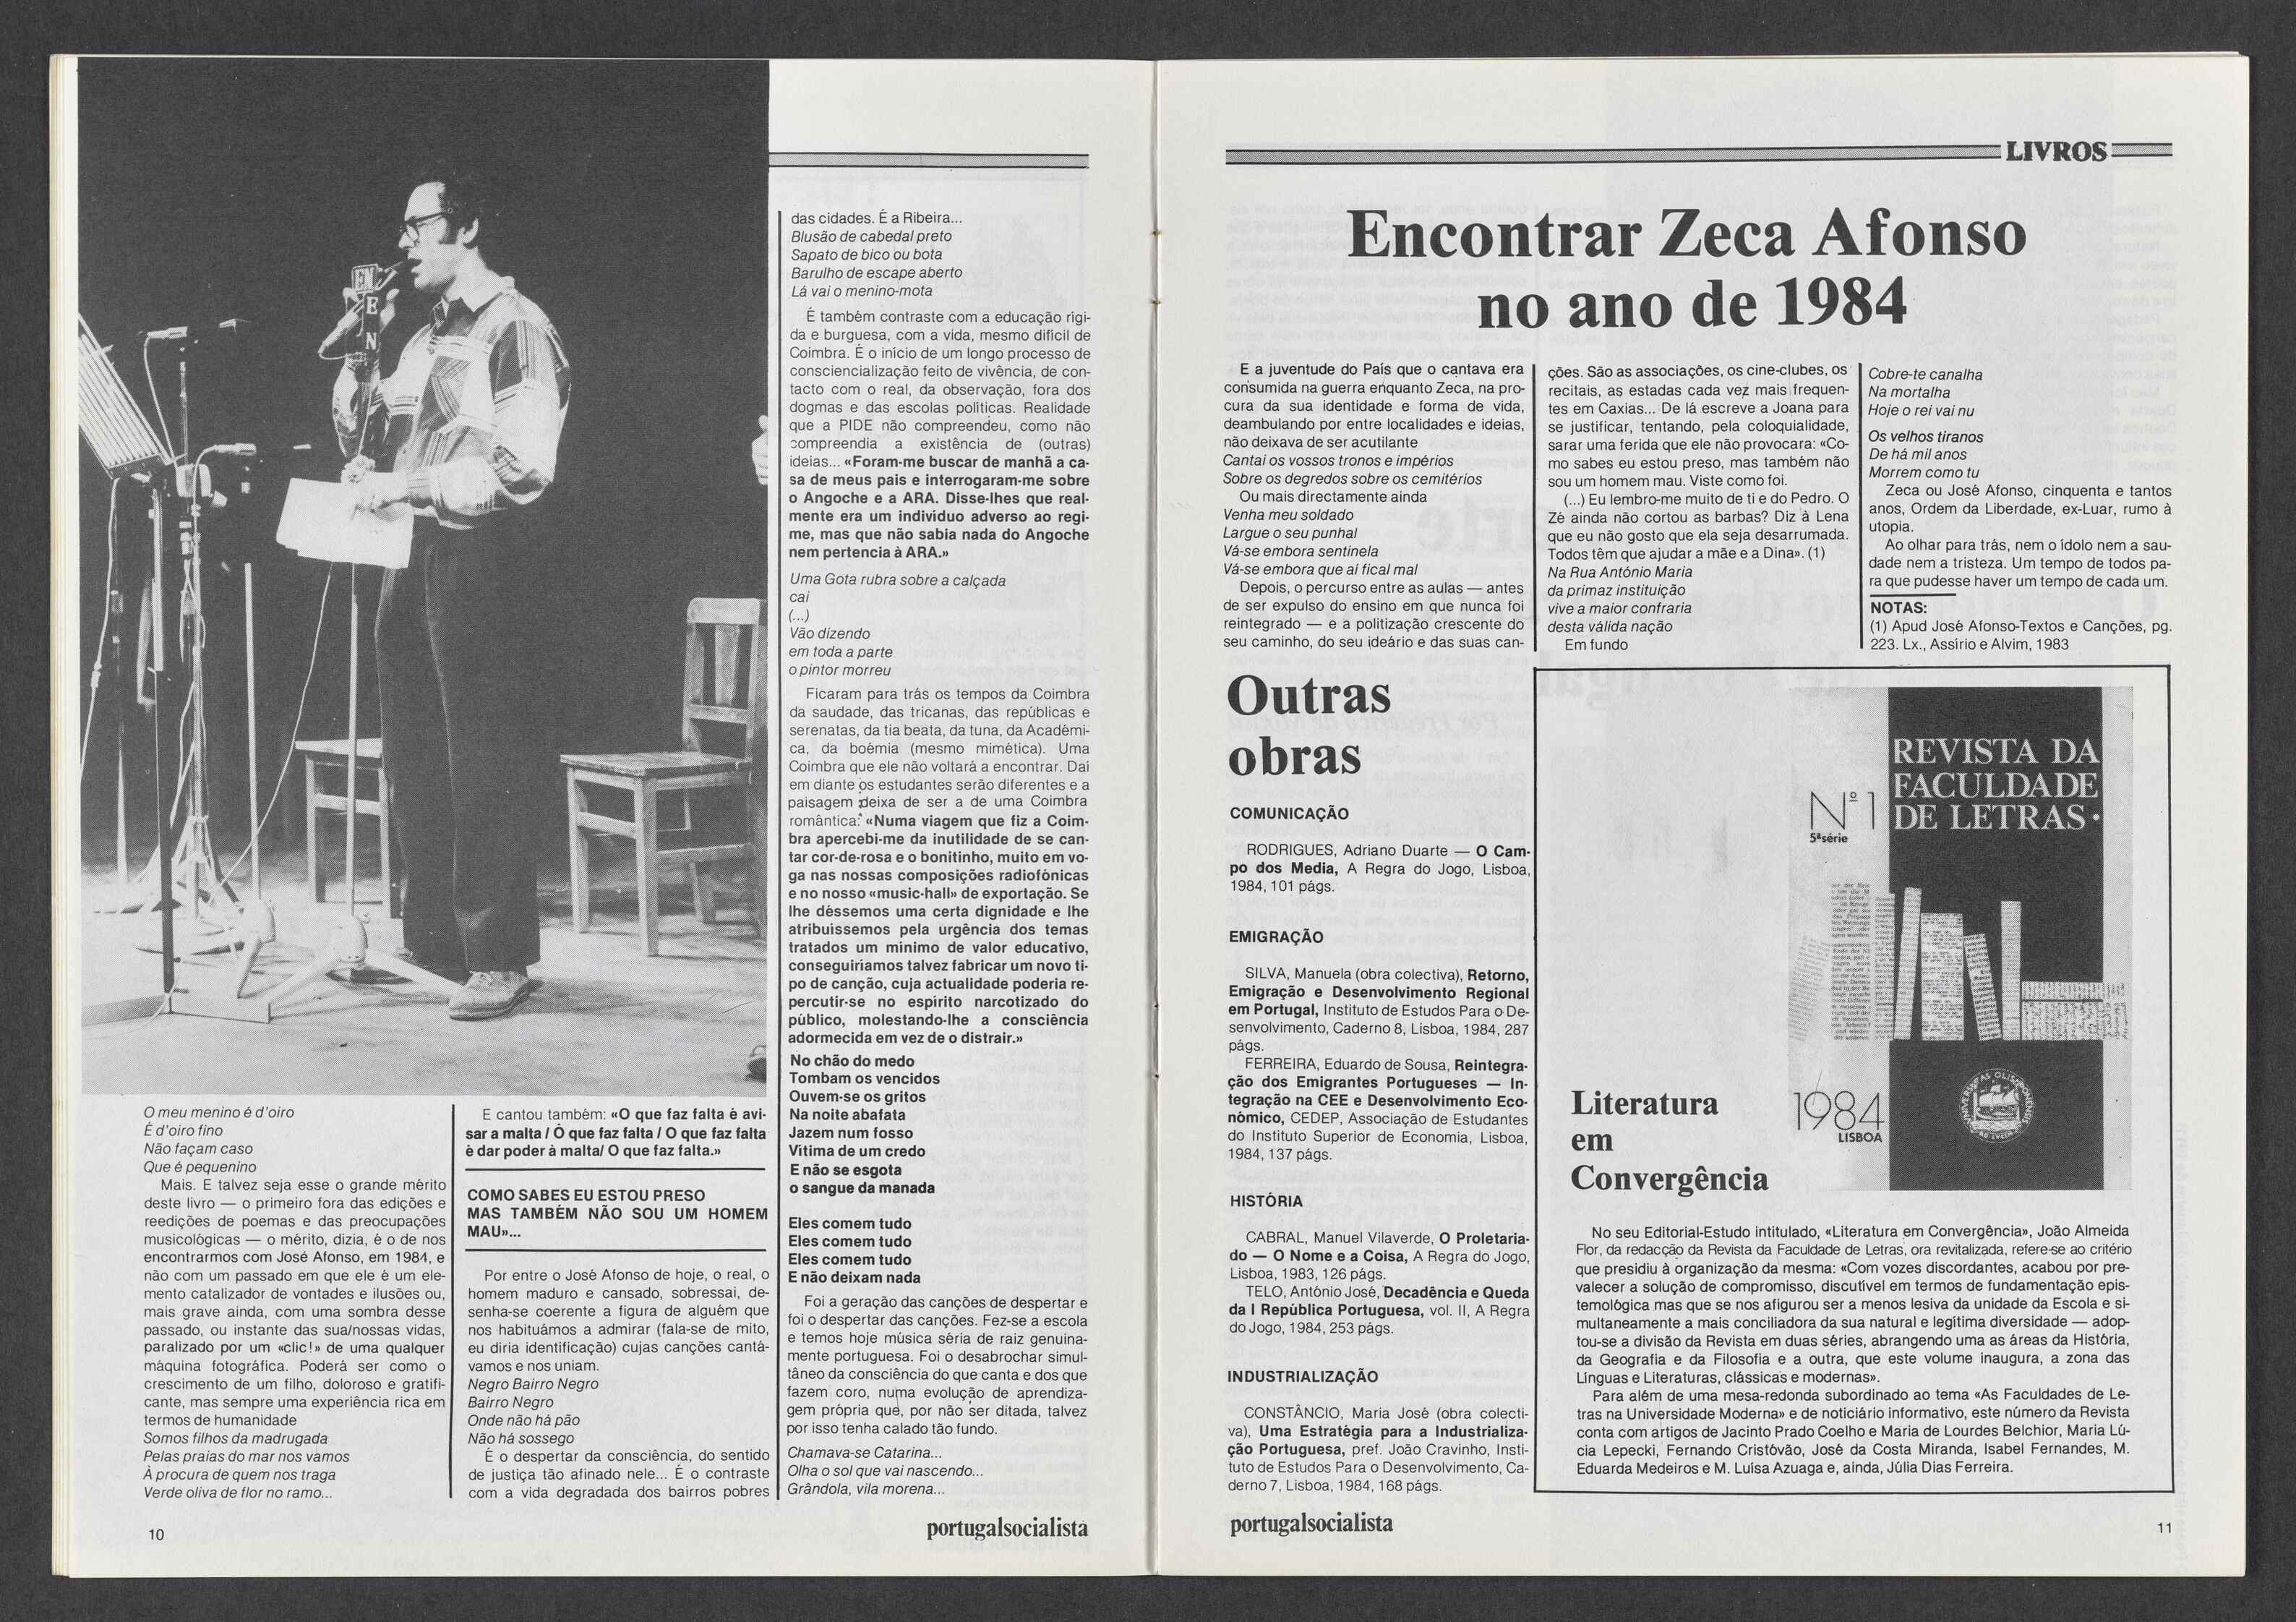 EN
E
N
O meu menino é d'oiro
É d'oiro fino
Não façam caso
Que é pequenino
Mais. E talvez seja esse o grande mérito
deste livro — o primeiro fora das edições e
reedições de poemas e das preocupações
musicológicas — o mérito, dizia, é o de nos
encontrarmos com José Afonso, em 1984, e
não com um passado em que ele é um ele-
mento catalizador de vontades e ilusões ou,
mais grave ainda, com uma sombra desse
passado, ou instante das sua/nossas vidas,
paralizado por um «clic!» de uma qualquer
máquina fotográfica. Poderá ser como o
crescimento de um filho, doloroso e gratifi-
cante, mas sempre uma experiência rica em
termos de humanidade
Somos filhos da madrugada
Pelas praias do mar nos vamos
À procura de quem nos traga
Verde oliva de flor no ramo...
E cantou também: «O que faz falta é avi-
sar a malta / Ó que faz falta / O que faz falta
é dar poder à malta/ O que faz falta.»
COMO SABES EU ESTOU PRESO
MAS TAMBÉM NÃO SOU UM HOMEM
MAU»...
Por entre o José Afonso de hoje, o real, o
homem maduro e cansado, sobressai, de-
senha-se coerente a figura de alguém que
nos habituámos a admirar (fala-se de mito,
eu diria identificação) cujas canções cantá-
vamos e nos uniam.
Negro Bairro Negro
Bairro Negro
Onde não há pão
Não há sossego
É o despertar da consciência, do sentido
de justiça tão afinado nele... É o contraste
com a vida degradada dos bairros pobres
das cidades. É a Ribeira...
Blusão de cabedal preto
Sapato de bico ou bota
Barulho de escape aberto
Lá vai o menino-mota
É também contraste com a educação rígi-
da e burguesa, com a vida, mesmo difícil de
Coimbra. É o início de um longo processo de
consciencialização feito de vivência, de con-
tacto com o real, da observação, fora dos
dogmas e das escolas políticas. Realidade
que a PIDE não compreendeu, como não
compreendia a existência de (outras)
ideias... «Foram-me buscar de manhã a ca-
sa de meus pais e interrogaram-me sobre
o Angoche e a ARA. Disse-lhes que real-
mente era um indivíduo adverso ao regi-
me, mas que não sabia nada do Angoche
nem pertencia à ARA.»
Uma Gota rubra sobre a calçada
cai
(...)
Vão dizendo
em toda a parte
o pintor morreu
Ficaram para trás os tempos da Coimbra
da saudade, das tricanas, das repúblicas e
serenatas, da tia beata, da tuna, da Académi-
ca, da boémia (mesmo mimética). Uma
Coimbra que ele não voltará a encontrar. Daí
em diante os estudantes serão diferentes e a
paisagem deixa de ser a de uma Coimbra
romântica: «Numa viagem que fiz a Coim-
bra apercebi-me da inutilidade de se can-
tar cor-de-rosa e o bonitinho, muito em vo-
ga nas nossas composições radiofónicas
e no nosso «music-hall» de exportação. Se
lhe déssemos uma certa dignidade e lhe
atribuíssemos pela urgência dos temas
tratados um mínimo de valor educativo,
conseguiríamos talvez fabricar um novo ti-
po de canção, cuja actualidade poderia re-
percutir-se no espírito narcotizado do
público, molestando-lhe a consciência
adormecida em vez de o distrair.»
No chão do medo
Tombam os vencidos
Ouvem-se os gritos
Na noite abafata
Jazem num fosso
Vítima de um credo
E não se esgota
o sangue da manada
Eles comem tudo
Eles comem tudo
Eles comem tudo
E não deixam nada
Foi a geração das canções de despertar e
foi o despertar das canções. Fez-se a escola
e temos hoje música séria de raiz genuina-
mente portuguesa. Foi o desabrochar simul-
tâneo da consciência do que canta e dos que
fazem coro, numa evolução de aprendiza-
gem própria que, por não ser ditada, talvez
por isso tenha calado tão fundo.
Chamava-se Catarina...
Olha o sol que vai nascendo...
Grândola, vila morena...
10
portugalsocialista
LIVROS
Encontrar Zeca Afonso
no ano de 1984
E a juventude do País que o cantava era
consumida na guerra enquanto Zeca, na pro-
cura da sua identidade e forma de vida,
deambulando por entre localidades e ideias,
não deixava de ser acutilante
Cantai os vossos tronos e impérios
Sobre os degredos sobre os cemitérios
Ou mais directamente ainda
Venha meu soldado
Largue o seu punhal
Vá-se embora sentinela
Vá-se embora que aí fical mal
Depois, o percurso entre as aulas — antes
de ser expulso do ensino em que nunca foi
reintegrado — e a politização crescente do
seu caminho, do seu ideário e das suas can-
ções. São as associações, os cine-clubes, os
recitais, as estadas cada vez mais frequen-
tes em Caxias... De lá escreve a Joana para
se justificar, tentando, pela coloquialidade,
sarar uma ferida que ele não provocara: «Co-
mo sabes eu estou preso, mas também não
sou um homem mau. Viste como foi.
(...) Eu lembro-me muito de ti e do Pedro. O
Zé ainda não cortou as barbas? Diz à Lena
que eu não gosto que ela seja desarrumada.
Todos têm que ajudar a mãe e a Dina». (1)
Na Rua António Maria
da primaz instituição
vive a maior confraria
desta válida nação
Em fundo
Cobre-te canalha
Na mortalha
Hoje o rei vai nu
Os velhos tiranos
De há mil anos
Morrem como tu
Zeca ou José Afonso, cinquenta e tantos
anos, Ordem da Liberdade, ex-Luar, rumo à
utopia.
Ao olhar para trás, nem o ídolo nem a sau-
dade nem a tristeza. Um tempo de todos pa-
ra que pudesse haver um tempo de cada um.
NOTAS:
(1) Apud José Afonso-Textos e Canções, pg.
223. Lx., Assírio e Alvim, 1983
Outras
obras
COMUNICAÇÃO
RODRIGUES, Adriano Duarte — O Cam-
po dos Media, A Regra do Jogo, Lisboa,
1984, 101 págs.
EMIGRAÇÃO
SILVA, Manuela (obra colectiva), Retorno,
Emigração e Desenvolvimento Regional
em Portugal, Instituto de Estudos Para o De-
senvolvimento, Caderno 8, Lisboa, 1984, 287
págs.
FERREIRA, Eduardo de Sousa, Reintegra-
ção dos Emigrantes Portugueses — In-
tegração na CEE e Desenvolvimento Eco-
nómico, CEDEP, Associação de Estudantes
do Instituto Superior de Economia, Lisboa,
1984, 137 págs.
HISTÓRIA
CABRAL, Manuel Vilaverde, O Proletaria-
do — O Nome e a Coisa, A Regra do Jogo,
Lisboa, 1983, 126 págs.
TELO, António José, Decadência e Queda
da I República Portuguesa, vol. II, A Regra
do Jogo, 1984, 253 págs.
INDUSTRIALIZAÇÃO
CONSTÂNCIO, Maria José (obra colecti-
va), Uma Estratégia para a Industrializa-
ção Portuguesa, pref. João Cravinho, Insti-
tuto de Estudos Para o Desenvolvimento, Ca-
derno 7, Lisboa, 1984, 168 págs.
REVISTA DA
FACULDADE
DE LETRAS·
Nº1
5ª série
1984
LISBOA
Literatura
em
Convergência
No seu Editorial-Estudo intitulado, «Literatura em Convergência», João Almeida
Flor, da redacção da Revista da Faculdade de Letras, ora revitalizada, refere-se ao critério
que presidiu à organização da mesma: «Com vozes discordantes, acabou por pre-
valecer a solução de compromisso, discutível em termos de fundamentação epis-
temológica mas que se nos afigurou ser a menos lesiva da unidade da Escola e si-
multaneamente a mais conciliadora da sua natural e legítima diversidade — adop-
tou-se a divisão da Revista em duas séries, abrangendo uma as áreas da História,
da Geografia e da Filosofia e a outra, que este volume inaugura, a zona das
Línguas e Literaturas, clássicas e modernas».
Para além de uma mesa-redonda subordinado ao tema «As Faculdades de Le-
tras na Universidade Moderna» e de noticiário informativo, este número da Revista
conta com artigos de Jacinto Prado Coelho e Maria de Lourdes Belchior, Maria Lú-
cia Lepecki, Fernando Cristóvão, José da Costa Miranda, Isabel Fernandes, M.
Eduarda Medeiros e M. Luísa Azuaga e, ainda, Júlia Dias Ferreira.
portugalsocialista
11